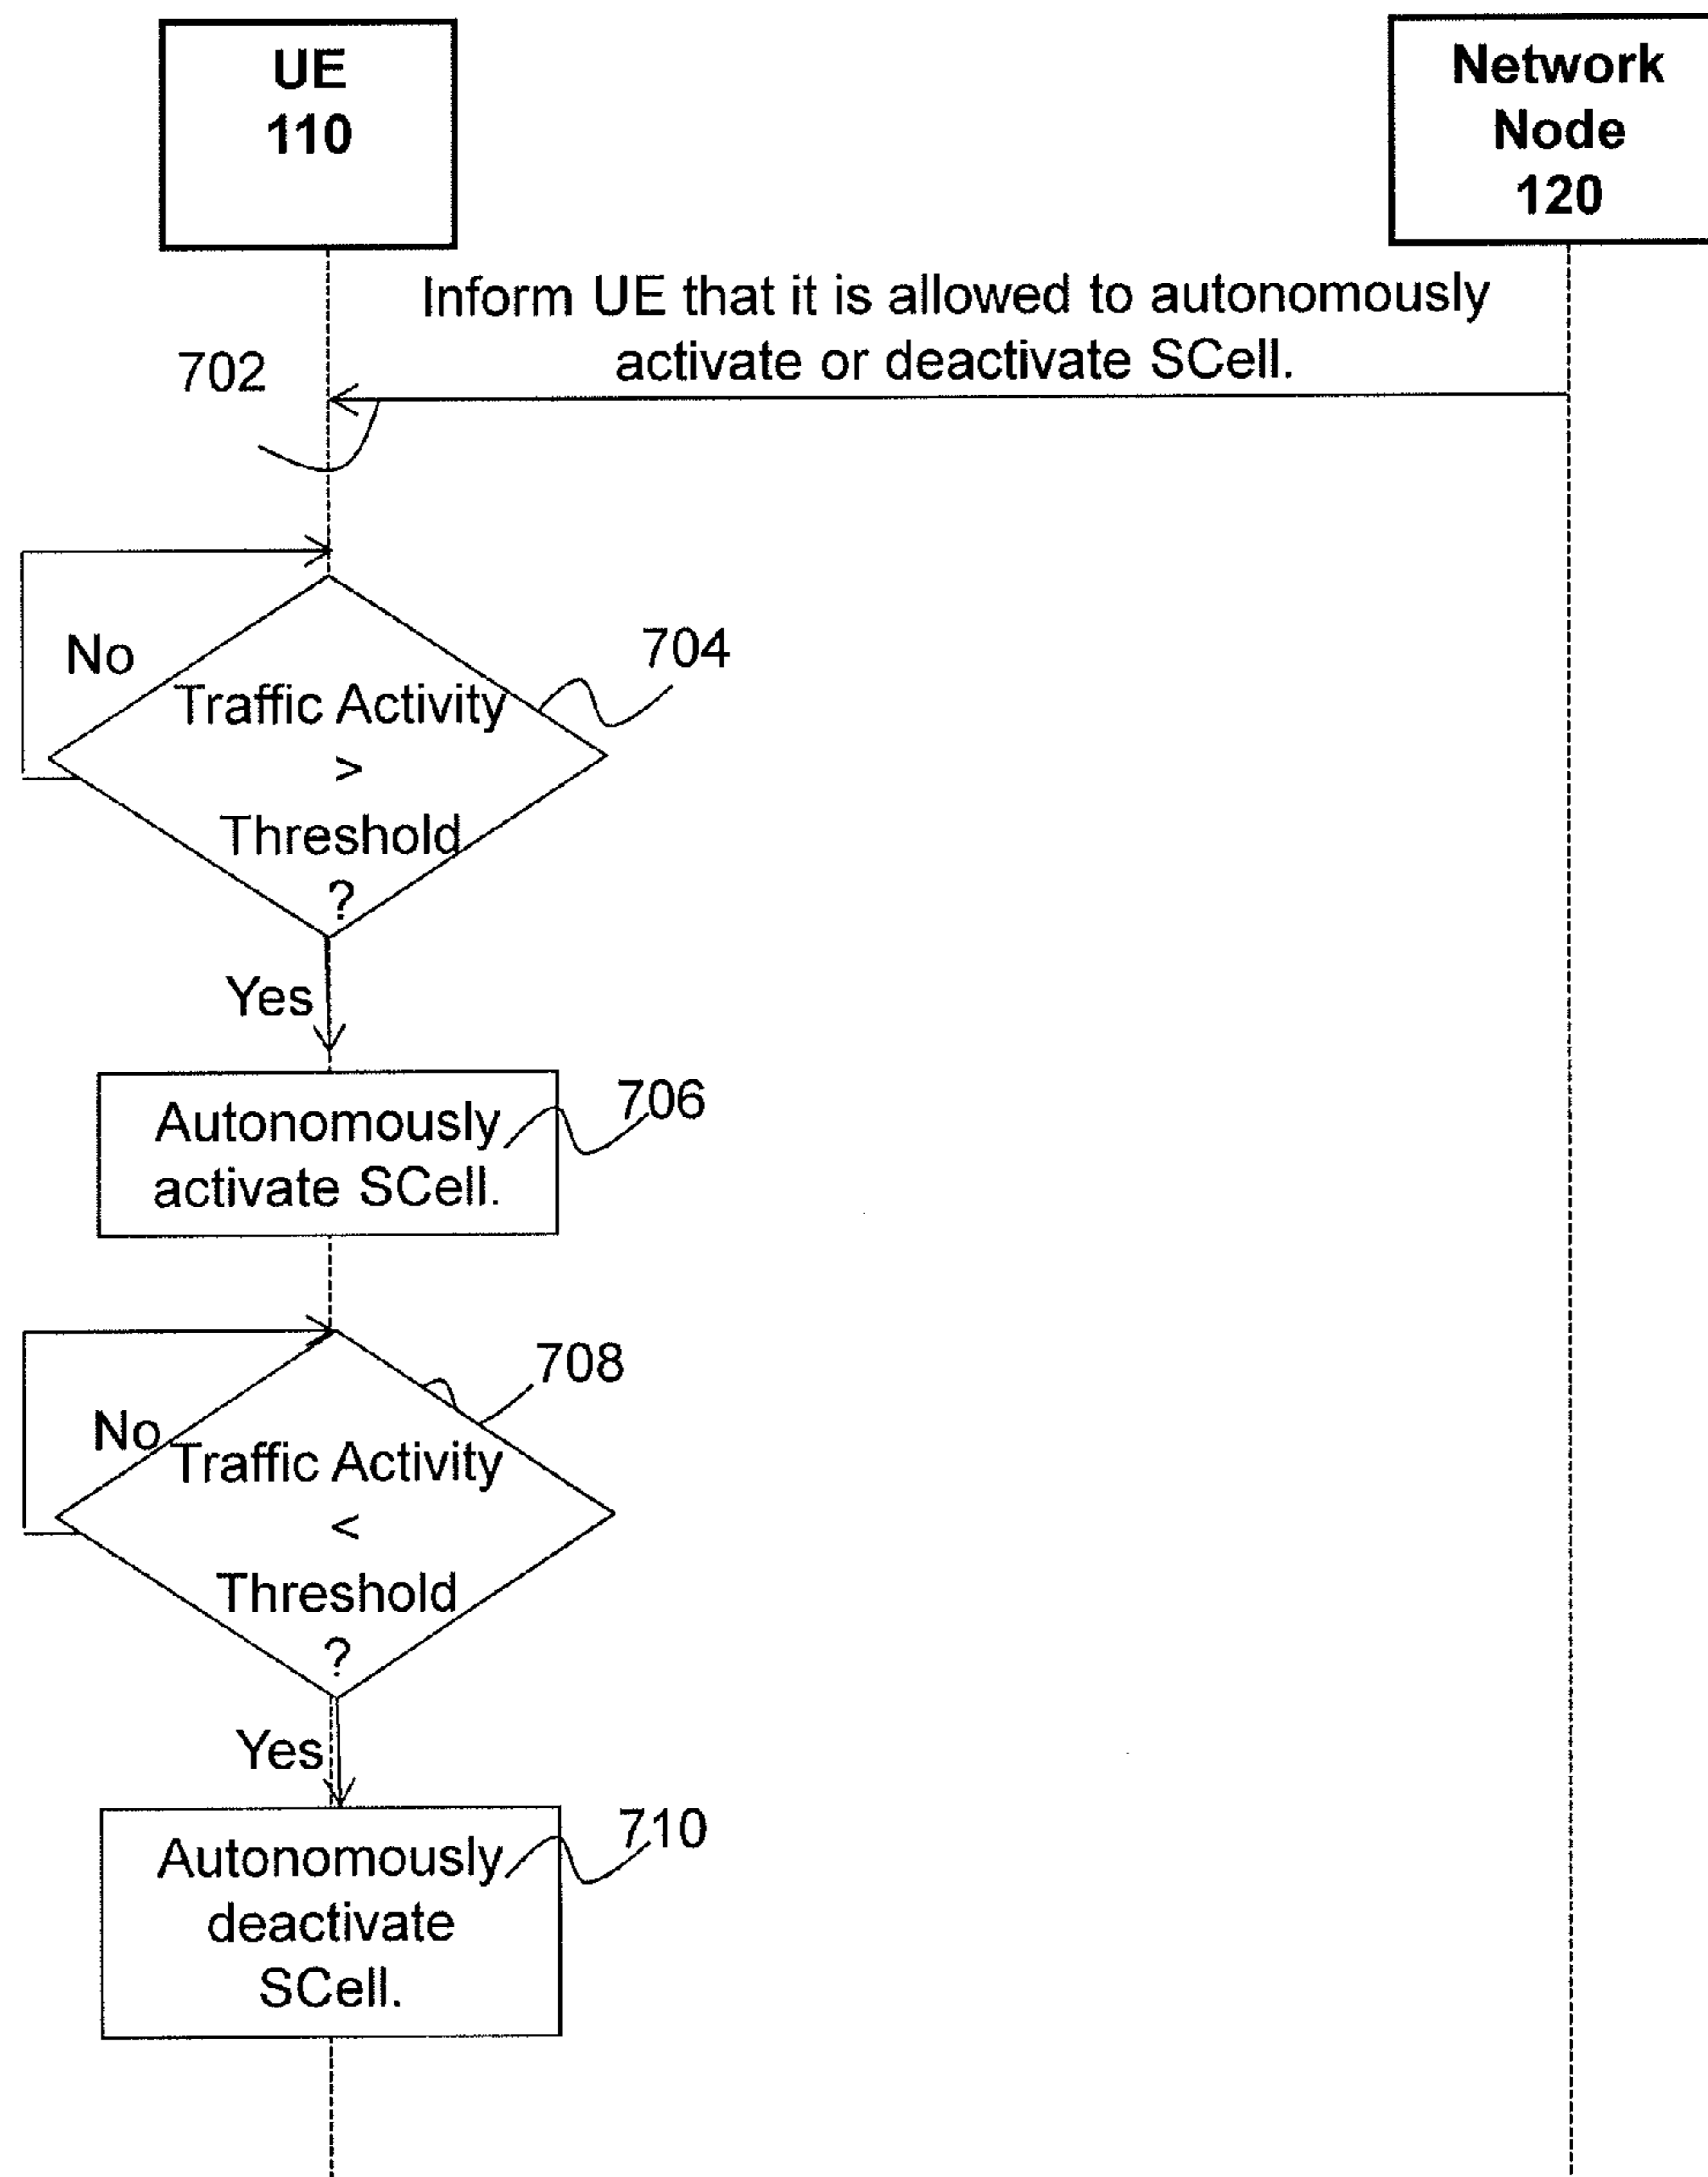 UE
110
Network
Node
120
Inform UE that it is allowed to autonomously
activate or deactivate SCell.
702
No
704
Traffic Activity
>
Threshold
?
Yes
706
Autonomously
activate SCell.
708
No
Traffic Activity
<
Threshold
?
Yes
710
Autonomously
deactivate
SCell.